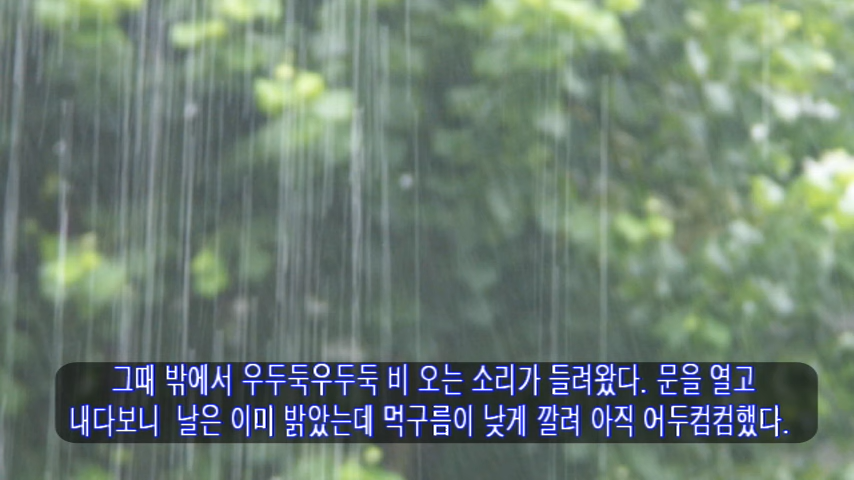 그때 밖에서 우두둑우두둑 비 오는 소리가 들려왔다. 문을 열고
내다보니 날은 이미 밝았는데 먹구름이 낮게 깔려 아직 어두컴컴했다.